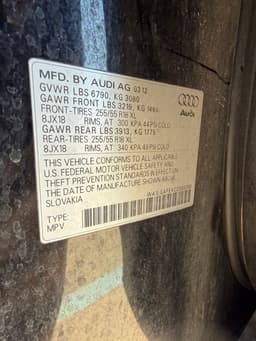 MFD. BY AUDI AG 03 12
GVWR LBS 6790, KG 3080
GAWR FRONT LBS 3219, KG 1460
FRONT-TIRES 255/55 R18 XL
8JX18 RIMS, AT 300 KPA 44 PSI COLD
GAWR REAR LBS 3913, KG 1775
REAR-TIRES 255/55 R18 XL
8JX18 RIMS, AT 340 KPA 49 PSI COLD
Audi
THIS VEHICLE CONFORMS TO ALL APPLICABLE
U.S. FEDERAL MOTOR VEHICLE SAFETY AND
THEFT PREVENTION STANDARDS IN EFFECT ON
THE DATE OF MANUFACTURE SHOWN ABOVE.
SLOVAKIA
TYPE:
MPV